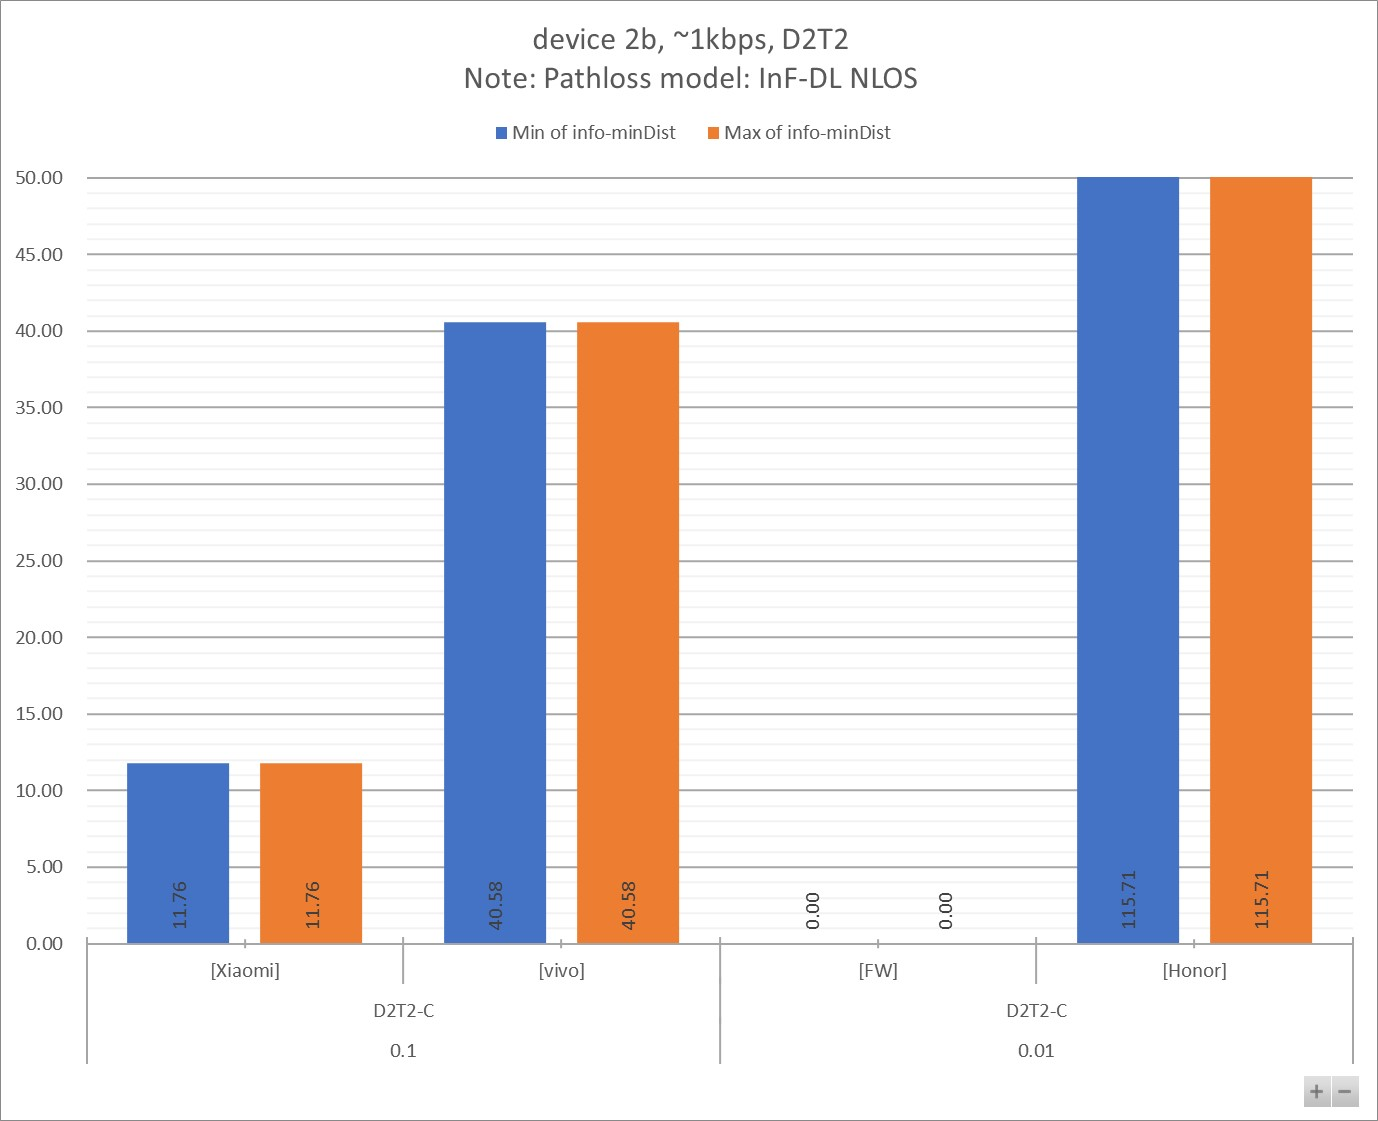 device 2b, ~1kbps, D2T2
Note: Pathloss model: InF-DL NLOS
Min of info-minDist Max of info-minDist
50.00
45.00
40.00
35.00
30.00
25.00
20.00
15.00
10.00
5.00
0.00
11.76 11.76 40.58 40.58 0.00 0.00 115.71 115.71
[Xiaomi] [vivo] [FW] [Honor]
D2T2-C D2T2-C
0.1 0.01
+ −